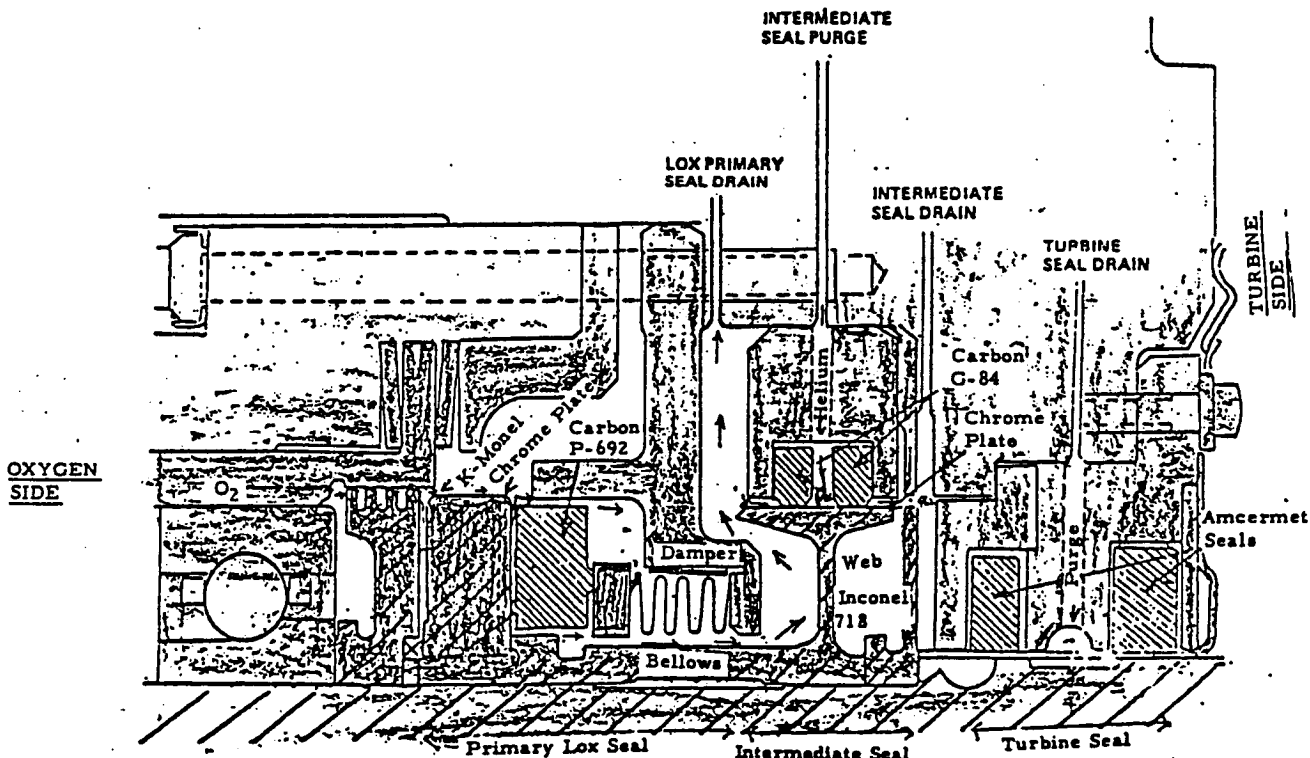 INTERMEDIATE
SEAL PURGE
LOX PRIMARY
SEAL DRAIN
INTERMEDIATE
SEAL DRAIN
TURBINE
SEAL DRAIN
TURBINE
SIDE
Helium
Carbon
G-84
Chrome
Plate
K-Monel
Chrome Plate
Carbon
P-692
OXYGEN
SIDE
O2
Amcermet
Seals
Purge
Damper
Web
Inconel
718
Bellows
Primary Lox Seal
Intermediate Seal
Turbine Seal